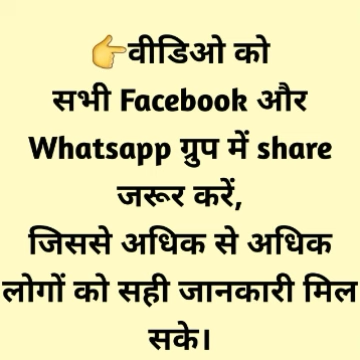 👉वीडिओ को
सभी Facebook और
Whatsapp ग्रुप में share
जरूर करें,
जिससे अधिक से अधिक
लोगों को सही जानकारी मिल
सके।